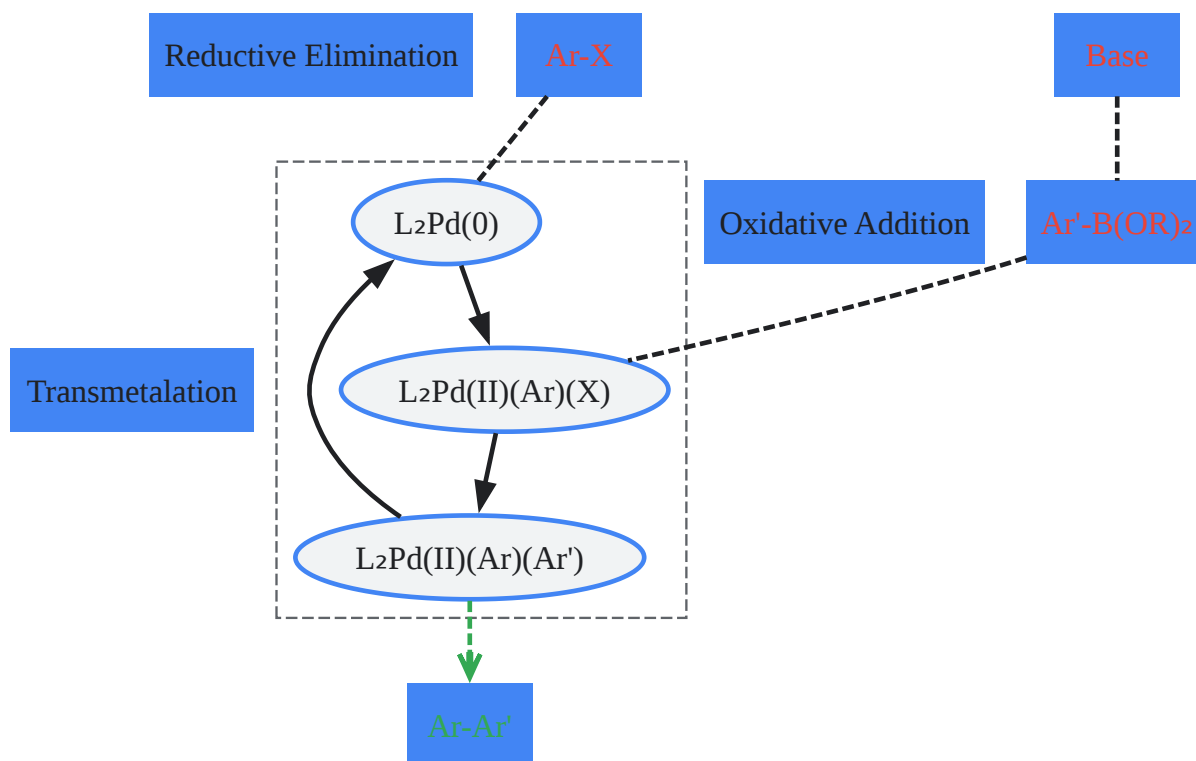 Reductive Elimination
Ar-X
Base
L₂Pd(0)
Oxidative Addition
Ar'-B(OR)₂
Transmetalation
L₂Pd(II)(Ar)(X)
L₂Pd(II)(Ar)(Ar')
Ar-Ar'